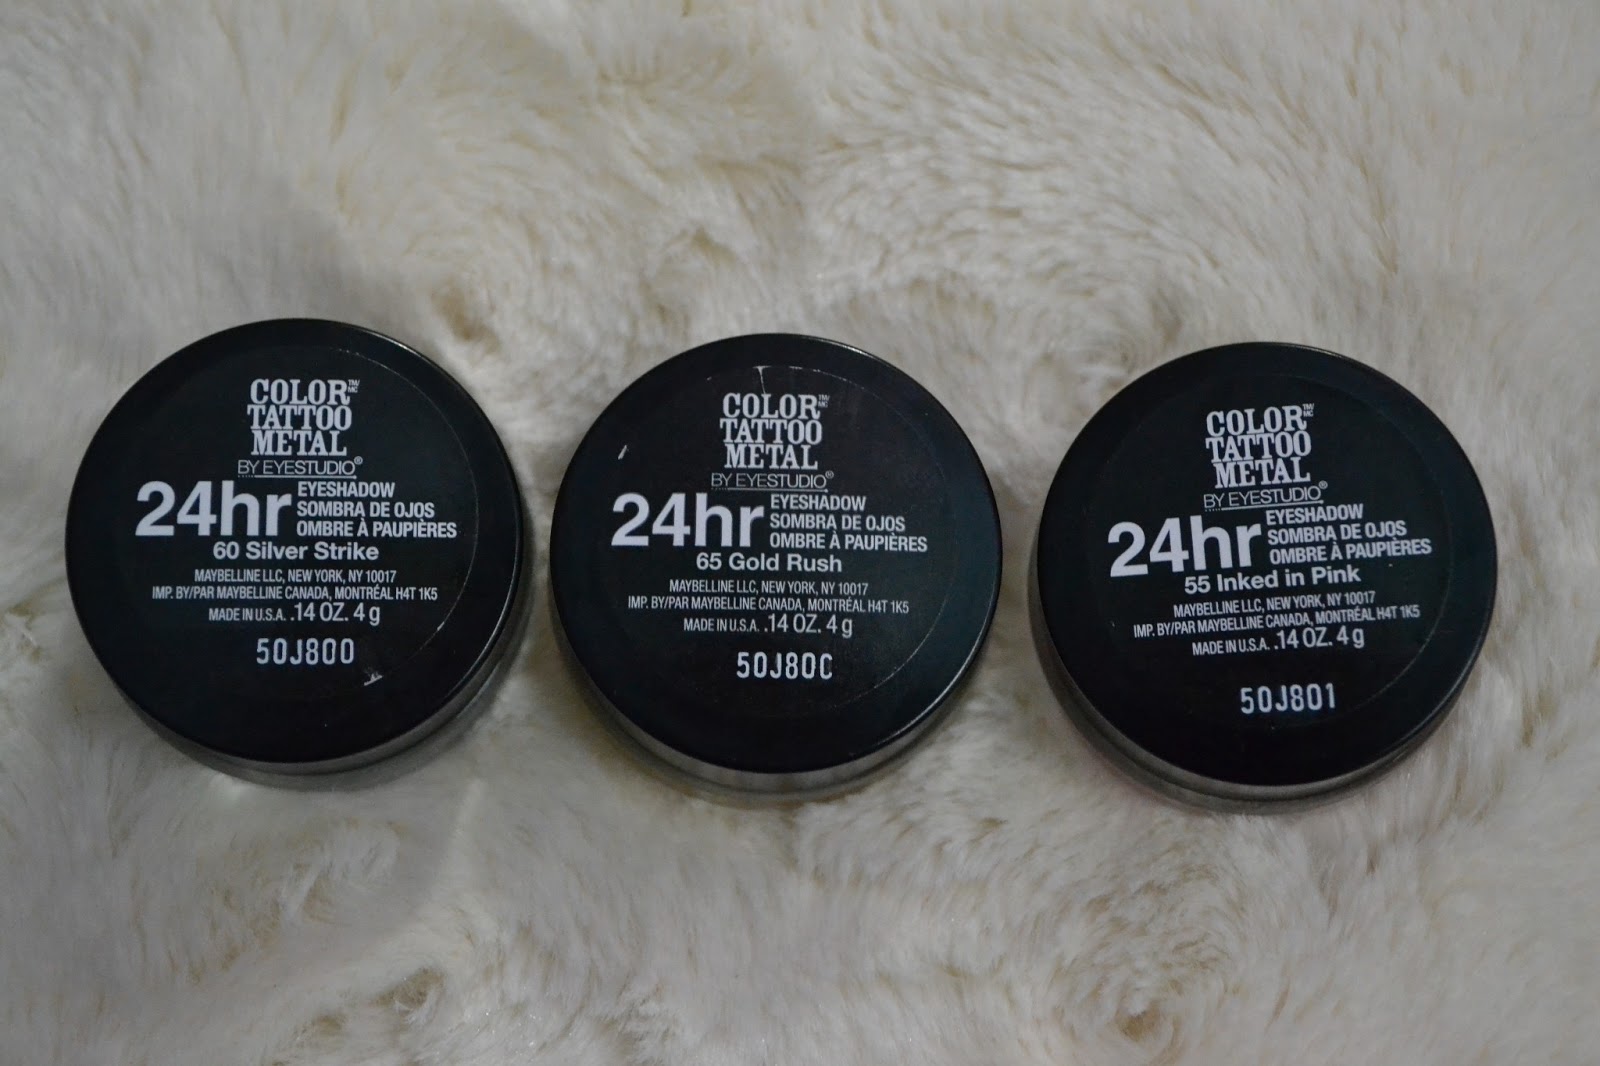 COLOR TM/MC
TATTOO
METAL
BY EYESTUDIO®
24hr EYESHADOW
SOMBRA DE OJOS
OMBRE À PAUPIÈRES
60 Silver Strike
MAYBELLINE LLC, NEW YORK, NY 10017
IMP. BY/PAR MAYBELLINE CANADA, MONTRÉAL H4T 1K5
MADE IN U.S.A. .14 OZ. 4 g
50J800
COLOR TM/MC
TATTOO
METAL
BY EYESTUDIO®
24hr EYESHADOW
SOMBRA DE OJOS
OMBRE À PAUPIÈRES
65 Gold Rush
MAYBELLINE LLC, NEW YORK, NY 10017
IMP. BY/PAR MAYBELLINE CANADA, MONTRÉAL H4T 1K5
MADE IN U.S.A. .14 OZ. 4 g
50J800
COLOR TM/MC
TATTOO
METAL
BY EYESTUDIO®
24hr EYESHADOW
SOMBRA DE OJOS
OMBRE À PAUPIÈRES
55 Inked in Pink
MAYBELLINE LLC, NEW YORK, NY 10017
IMP. BY/PAR MAYBELLINE CANADA, MONTRÉAL H4T 1K5
MADE IN U.S.A. .14 OZ. 4 g
50J801